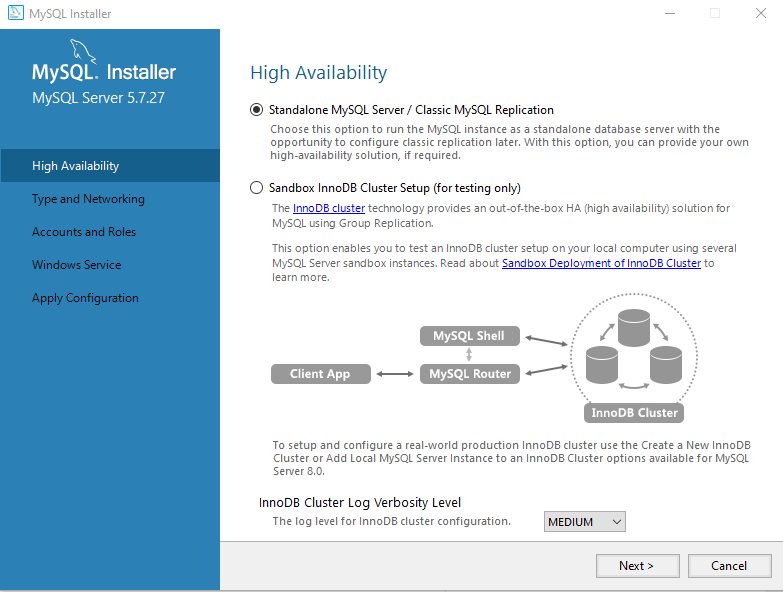 MySQL Installer
MySQL. Installer
MySQL Server 5.7.27
High Availability
Type and Networking
Accounts and Roles
Windows Service
Apply Configuration
High Availability
Standalone MySQL Server / Classic MySQL Replication
Choose this option to run the MySQL instance as a standalone database server with the
opportunity to configure classic replication later. With this option, you can provide your own
high-availability solution, if required.
Sandbox InnoDB Cluster Setup (for testing only)
The InnoDB cluster technology provides an out-of-the-box HA (high availability) solution for
MySQL using Group Replication.
This option enables you to test an InnoDB cluster setup on your local computer using several
MySQL Server sandbox instances. Read about Sandbox Deployment of InnoDB Cluster to
learn more.
MySQL Shell
Client App
MySQL Router
InnoDB Cluster
To setup and configure a real-world production InnoDB cluster use the Create a New InnoDB
Cluster or Add Local MySQL Server Instance to an InnoDB Cluster options available for MySQL
Server 8.0.
InnoDB Cluster Log Verbosity Level
The log level for InnoDB cluster configuration.
MEDIUM
Next >
Cancel